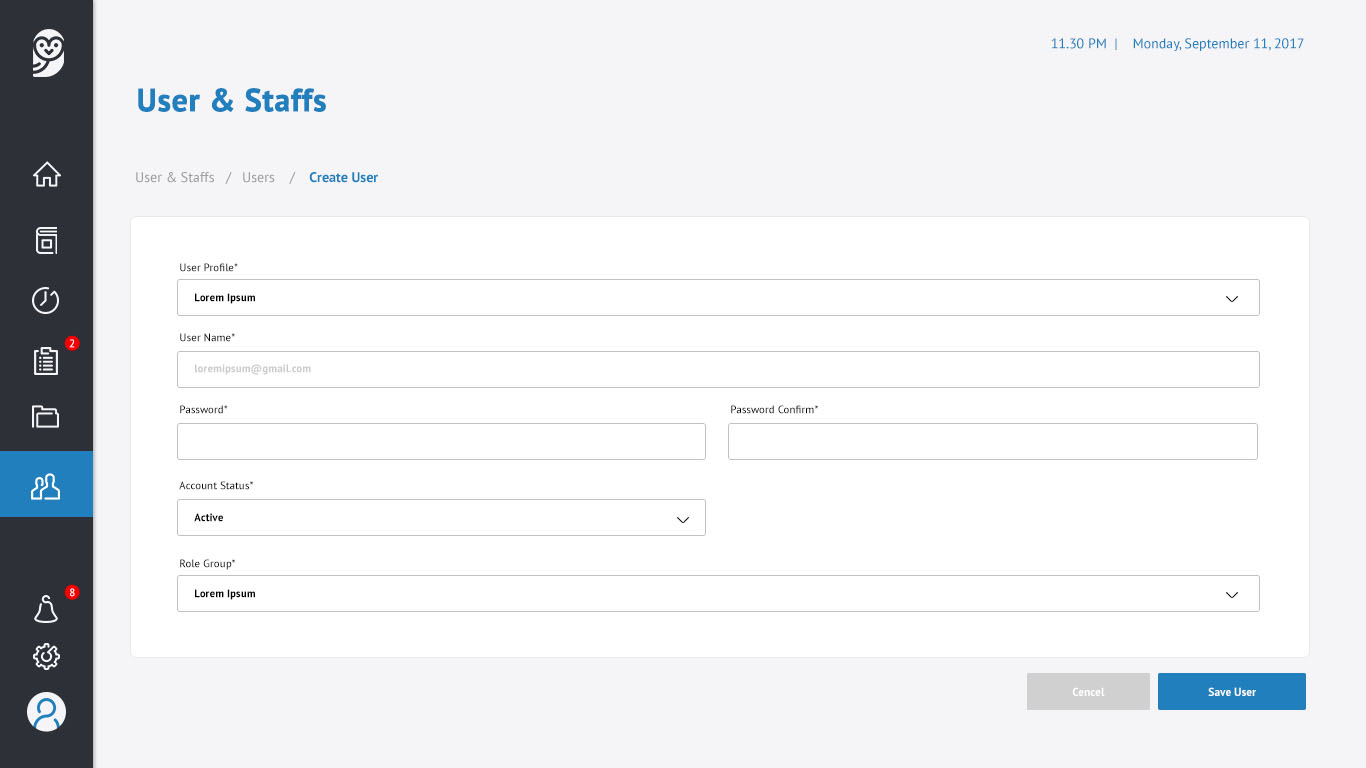 11.30 PM | Monday, September 11, 2017
User & Staffs
User & Staffs / Users / Create User
User Profile*
Lorem Ipsum
User Name*
loremipsum@gmail.com
Password* Password Confirm*
Account Status*
Active
Role Group*
Lorem Ipsum
Cencel Save User
2
8